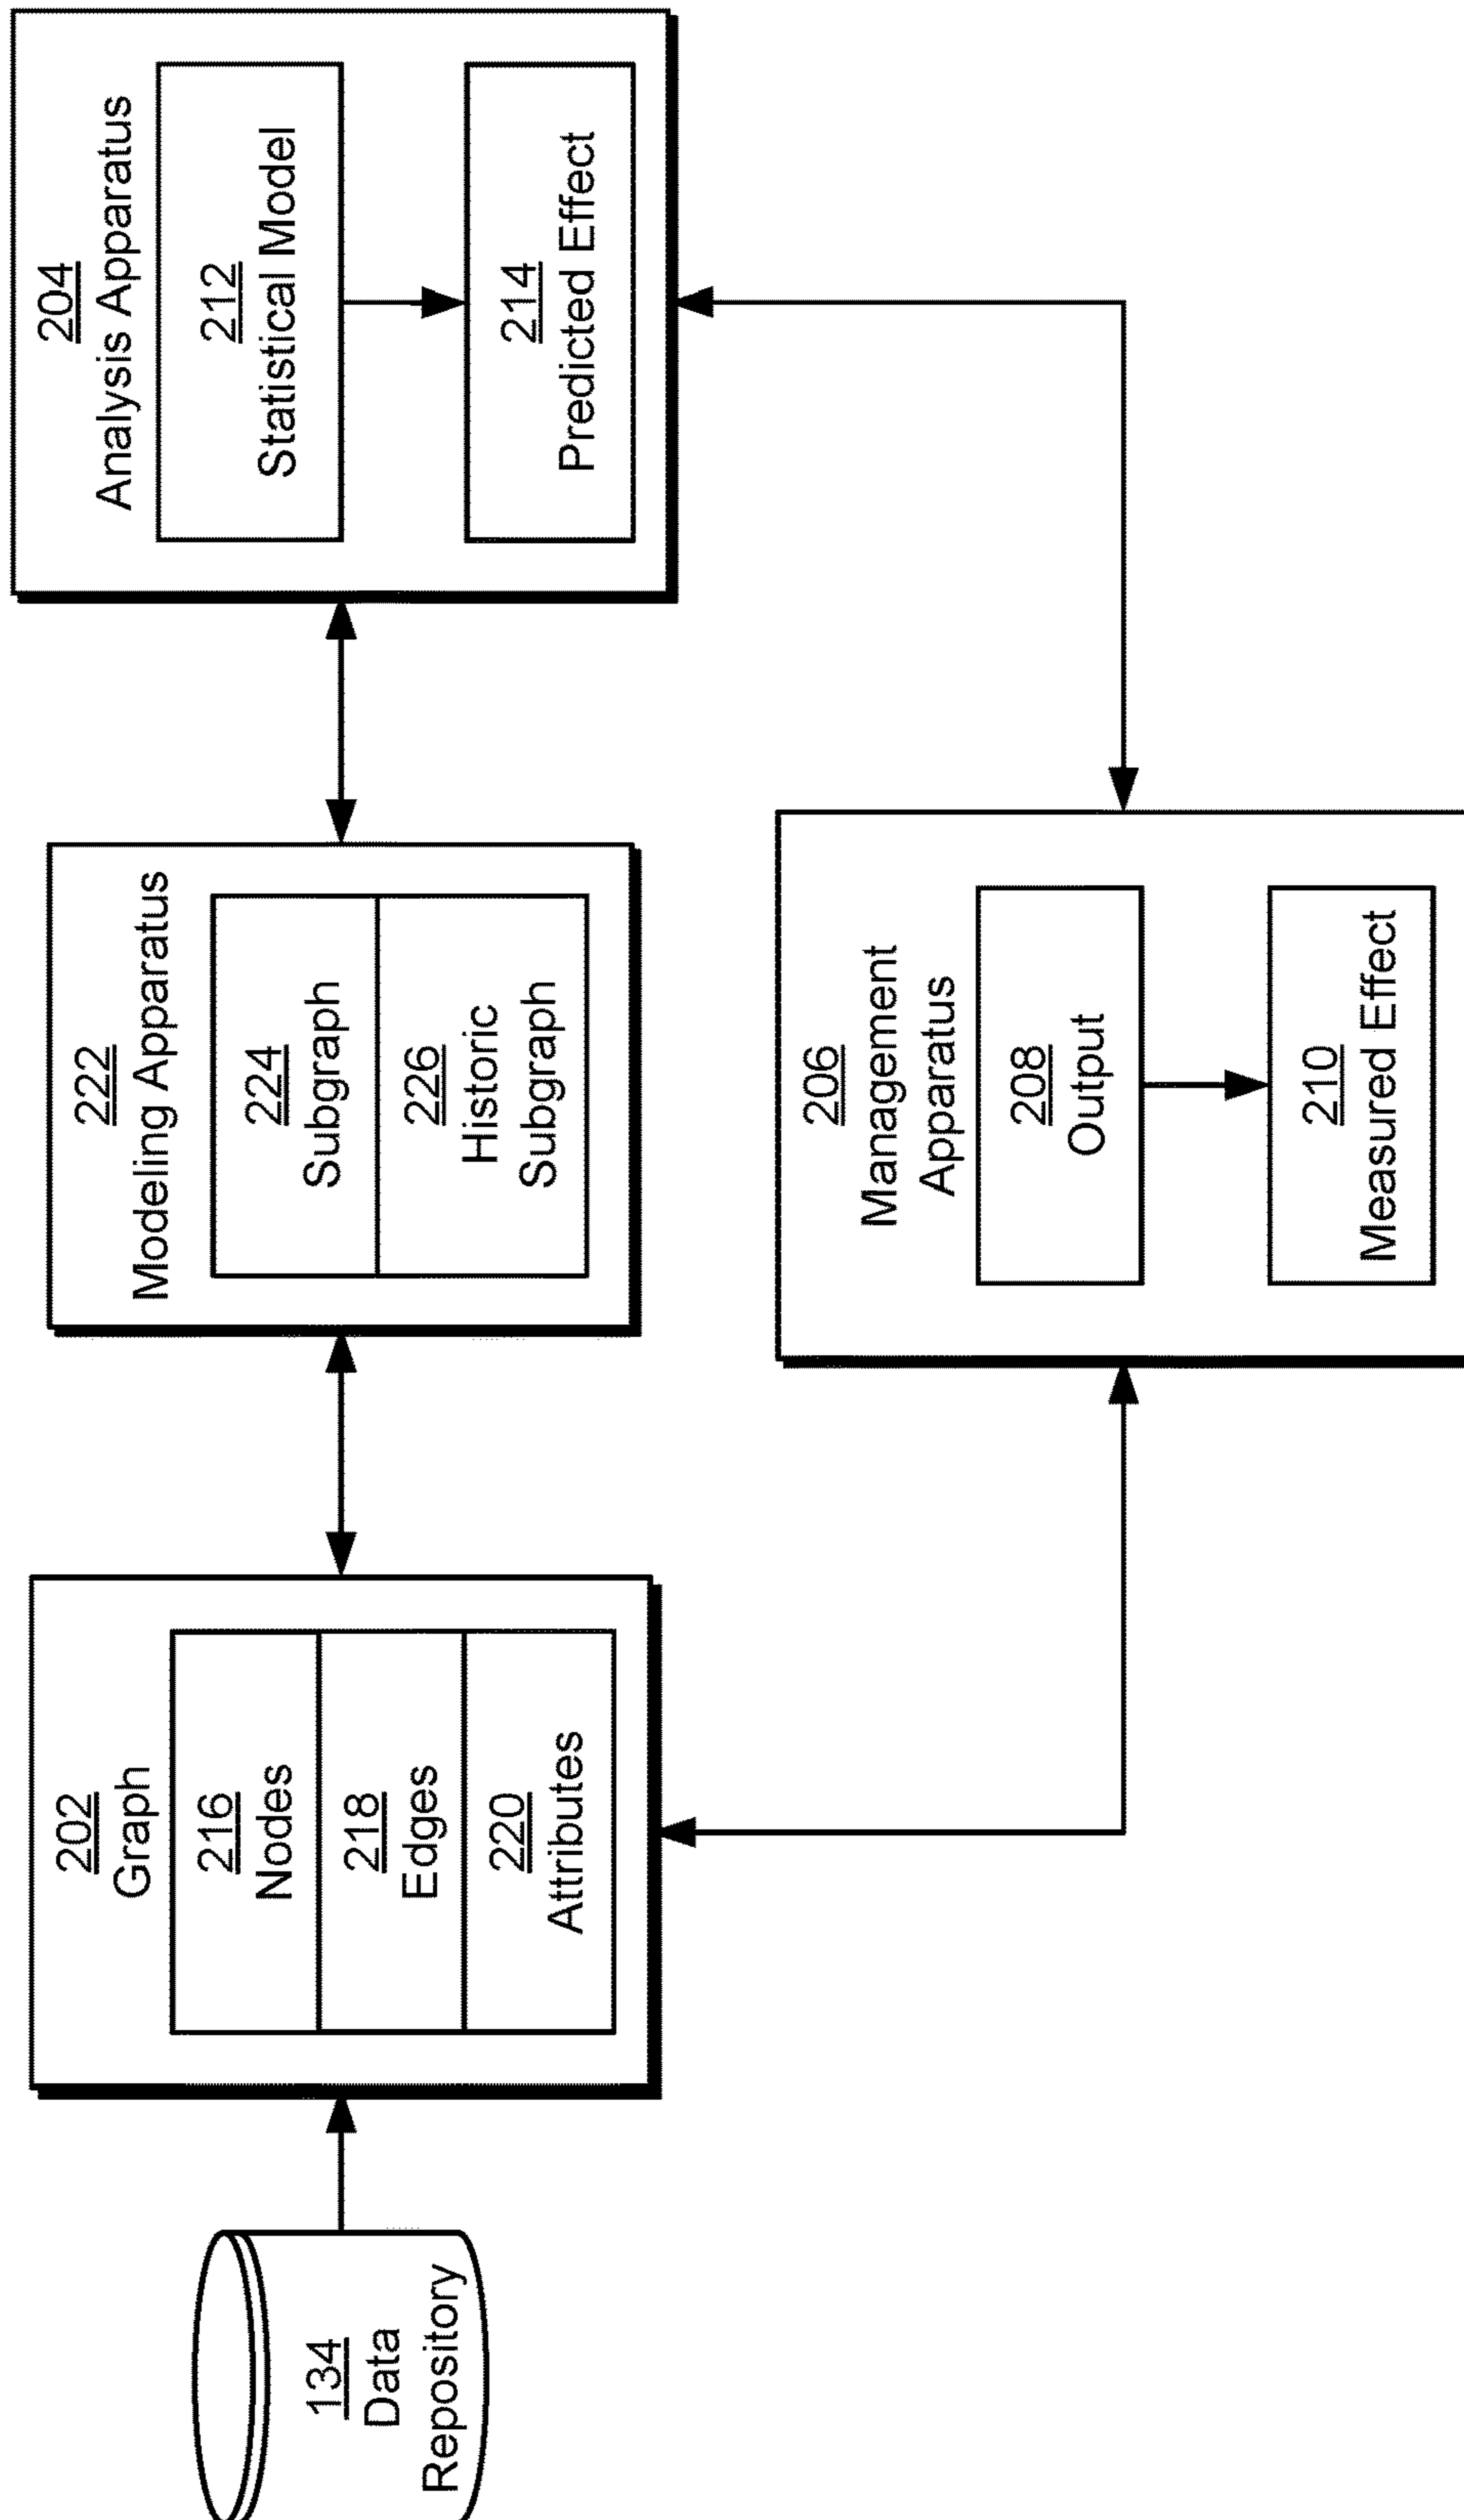 134
Data
Repository
202
Graph
216
Nodes
218
Edges
220
Attributes
222
Modeling Apparatus
224
Subgraph
226
Historic
Subgraph
204
Analysis Apparatus
212
Statistical Model
214
Predicted Effect
206
Management
Apparatus
208
Output
210
Measured Effect